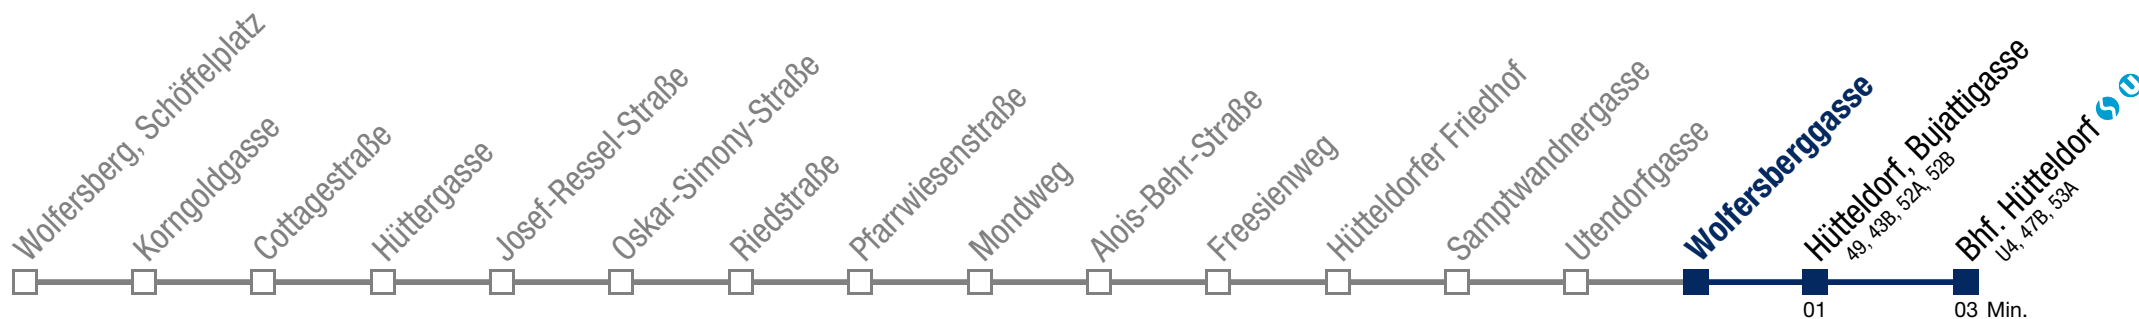 Wolfersberg, Schöffelplatz
Korngoldgasse
Cottagestraße
Hüttergasse
Josef-Ressel-Straße
Oskar-Simony-Straße
Riedstraße
Pfarrwiesenstraße
Mondweg
Alois-Behr-Straße
Freesienweg
Hütteldorfer Friedhof
Samptwandnergasse
Utendorfgasse
Wolfersberggasse
Hütteldorf, Bujattigasse
49, 43B, 52A, 52B
Bhf. Hütteldorf S U
U4, 47B, 53A
01
03 Min.